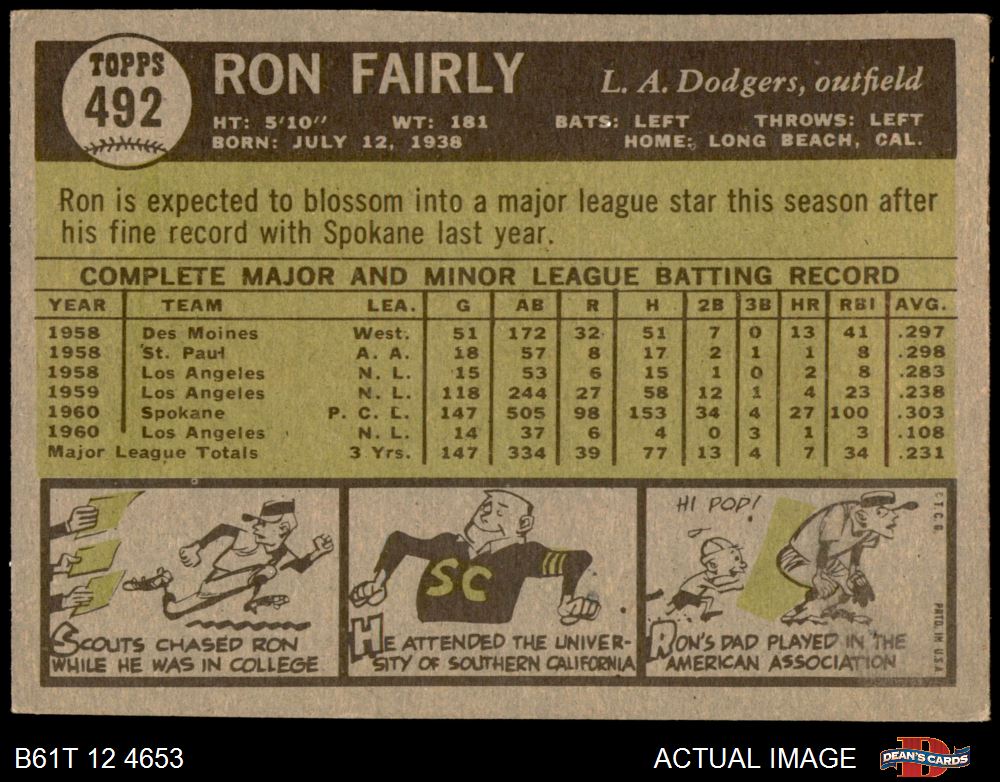 TOPPS
492
RON FAIRLY
L. A. Dodgers, outfield
HT: 5'10" WT: 181 BATS: LEFT THROWS: LEFT
BORN: JULY 12, 1938 HOME: LONG BEACH, CAL.
Ron is expected to blossom into a major league star this season after
his fine record with Spokane last year.
COMPLETE MAJOR AND MINOR LEAGUE BATTING RECORD
YEAR TEAM LEA. G AB R H 2B 3B HR RBI AVG.
1958 Des Moines West. 51 172 32 51 7 0 13 41 .297
1958 St. Paul A. A. 18 57 8 17 2 1 1 8 .298
1958 Los Angeles N. L. 15 53 6 15 1 0 2 8 .283
1959 Los Angeles N. L. 118 244 27 58 12 1 4 23 .238
1960 Spokane P. C. L. 147 505 98 153 34 4 27 100 .303
1960 Los Angeles N. L. 14 37 6 4 0 3 1 3 .108
Major League Totals 3 Yrs. 147 334 39 77 13 4 7 34 .231
SCOUTS CHASED RON
WHILE HE WAS IN COLLEGE
SC
HE ATTENDED THE UNIVER-
SITY OF SOUTHERN CALIFORNIA
HI POP!
RON'S DAD PLAYED IN THE
AMERICAN ASSOCIATION
© T. C. G. PRTD. IN U.S.A.
B61T 12 4653
ACTUAL IMAGE
DEAN'S CARDS